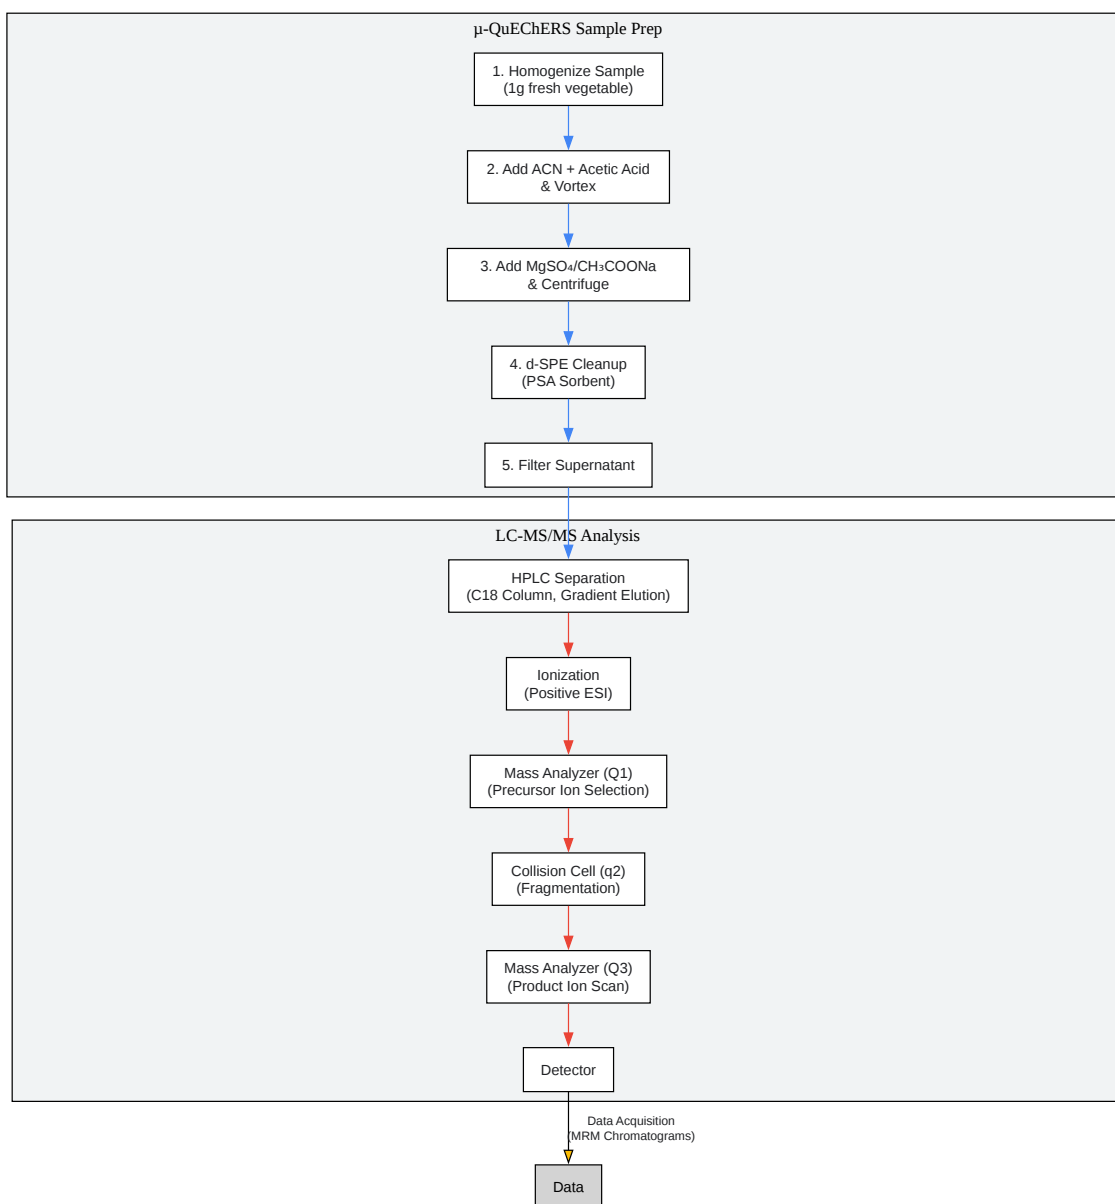 µ-QuEChERS Sample Prep
1. Homogenize Sample
(1g fresh vegetable)
2. Add ACN + Acetic Acid
& Vortex
3. Add MgSO₄/CH₃COONa
& Centrifuge
4. d-SPE Cleanup
(PSA Sorbent)
5. Filter Supernatant
LC-MS/MS Analysis
HPLC Separation
(C18 Column, Gradient Elution)
Ionization
(Positive ESI)
Mass Analyzer (Q1)
(Precursor Ion Selection)
Collision Cell (q2)
(Fragmentation)
Mass Analyzer (Q3)
(Product Ion Scan)
Detector
Data Acquisition
(MRM Chromatograms)
Data